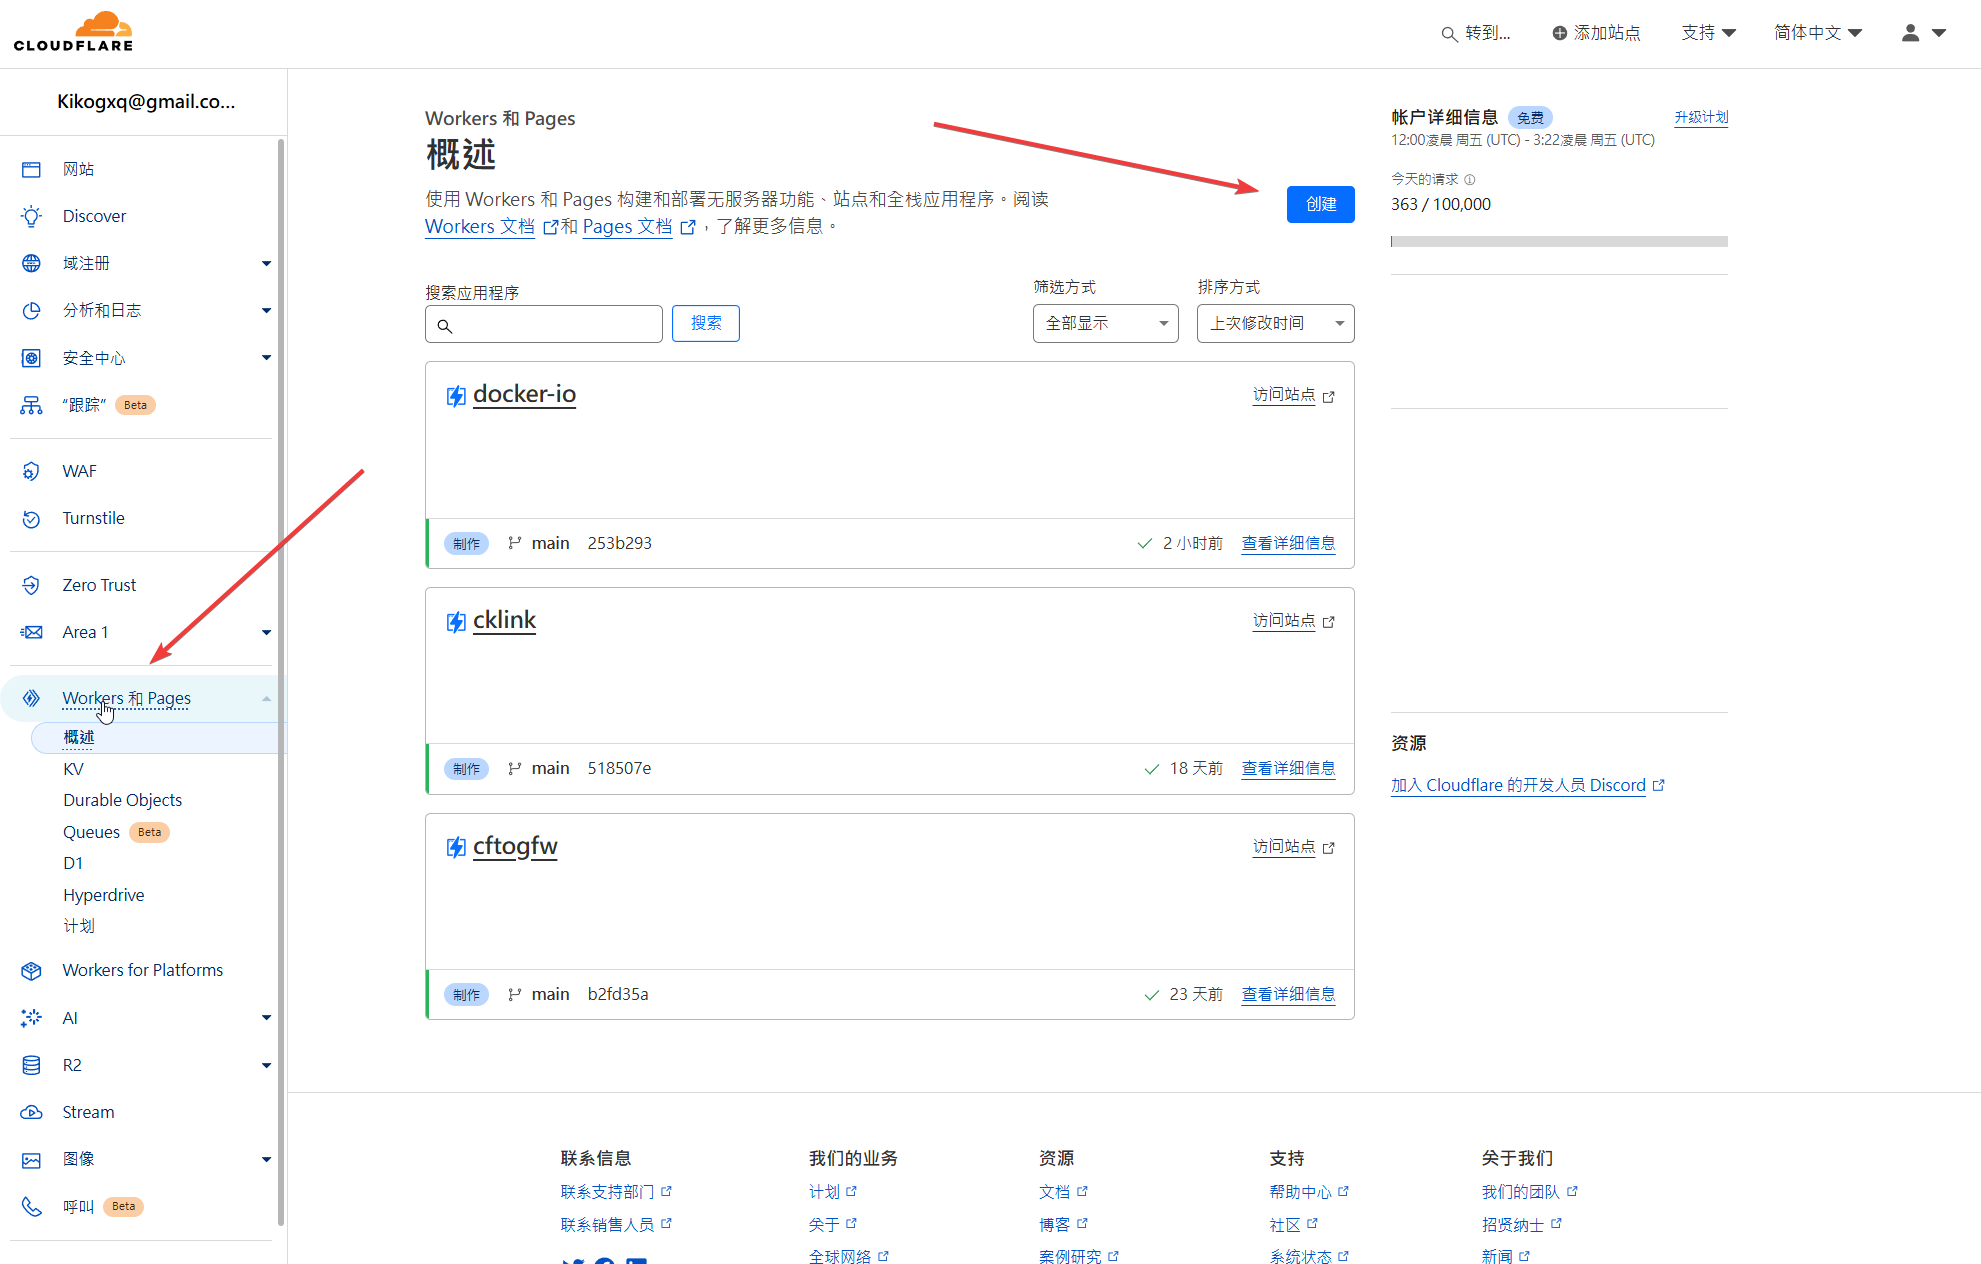 CLOUDFLARE
转到...
添加站点
支持
简体中文
Kikogxq@gmail.co...
网站
Discover
域注册
分析和日志
安全中心
“跟踪” Beta
WAF
Turnstile
Zero Trust
Area 1
Workers 和 Pages
概述
KV
Durable Objects
Queues Beta
D1
Hyperdrive
计划
Workers for Platforms
AI
R2
Stream
图像
呼叫 Beta
Workers 和 Pages
概述
使用 Workers 和 Pages 构建和部署无服务器功能、站点和全栈应用程序。阅读
Workers 文档 和 Pages 文档 ，了解更多信息。
创建
搜索应用程序
搜索
筛选方式
全部显示
排序方式
上次修改时间
docker-io
访问站点
制作 main 253b293
2 小时前 查看详细信息
cklink
访问站点
制作 main 518507e
18 天前 查看详细信息
cftogfw
访问站点
制作 main b2fd35a
23 天前 查看详细信息
帐户详细信息 免费
升级计划
12:00凌晨 周五 (UTC) - 3:22凌晨 周五 (UTC)
今天的请求
363 / 100,000
资源
加入 Cloudflare 的开发人员 Discord
联系信息
联系支持部门
联系销售人员
我们的业务
计划
关于
全球网络
资源
文档
博客
案例研究
支持
帮助中心
社区
系统状态
关于我们
我们的团队
招贤纳士
新闻